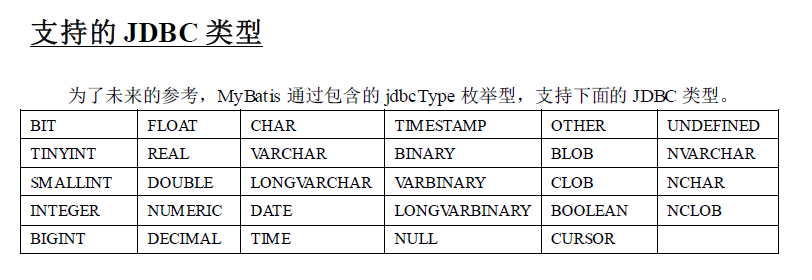 支持的 JDBC 类型
为了未来的参考，MyBatis 通过包含的 jdbcType 枚举型，支持下面的 JDBC 类型。
BIT FLOAT CHAR TIMESTAMP OTHER UNDEFINED
TINYINT REAL VARCHAR BINARY BLOB NVARCHAR
SMALLINT DOUBLE LONGVARCHAR VARBINARY CLOB NCHAR
INTEGER NUMERIC DATE LONGVARBINARY BOOLEAN NCLOB
BIGINT DECIMAL TIME NULL CURSOR